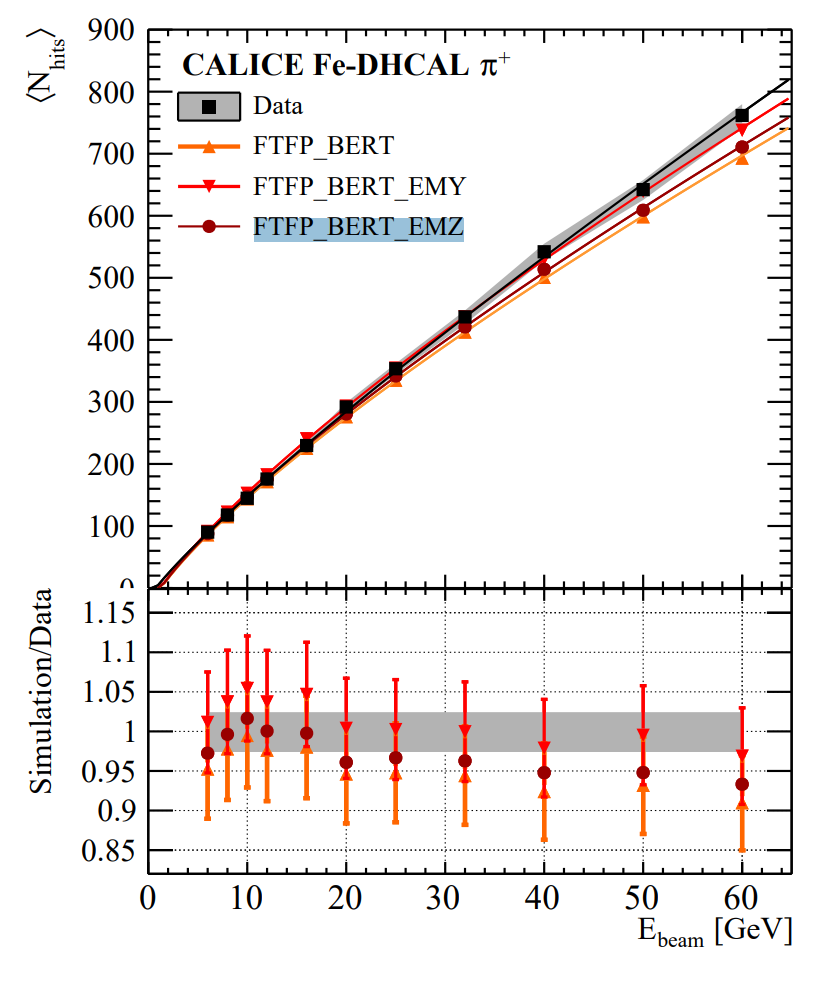 900
800
700
600
500
400
300
200
100
0
⟨N_hits⟩
CALICE Fe-DHCAL π⁺
Data
FTFP_BERT
FTFP_BERT_EMY
FTFP_BERT_EMZ
1.15
1.1
1.05
1
0.95
0.9
0.85
Simulation/Data
0 10 20 30 40 50 60
E_beam [GeV]